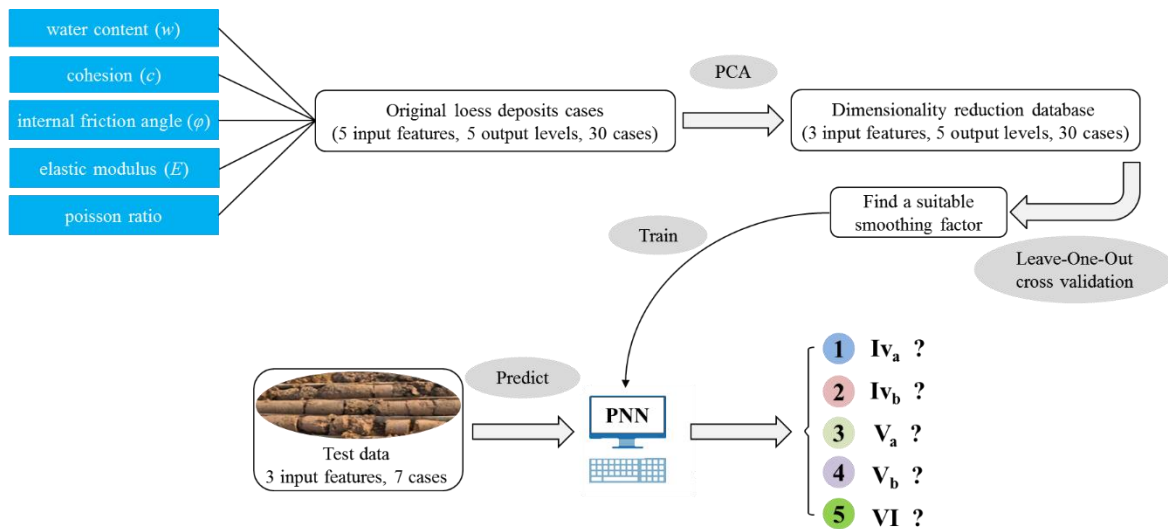 water content (w)
cohesion (c)
internal friction angle (φ)
elastic modulus (E)
poisson ratio
Original loess deposits cases
(5 input features, 5 output levels, 30 cases)
PCA
Dimensionality reduction database
(3 input features, 5 output levels, 30 cases)
Find a suitable
smoothing factor
Leave-One-Out
cross validation
Train
Test data
3 input features, 7 cases
Predict
PNN
1 Iva ?
2 Ivb ?
3 Va ?
4 Vb ?
5 VI ?